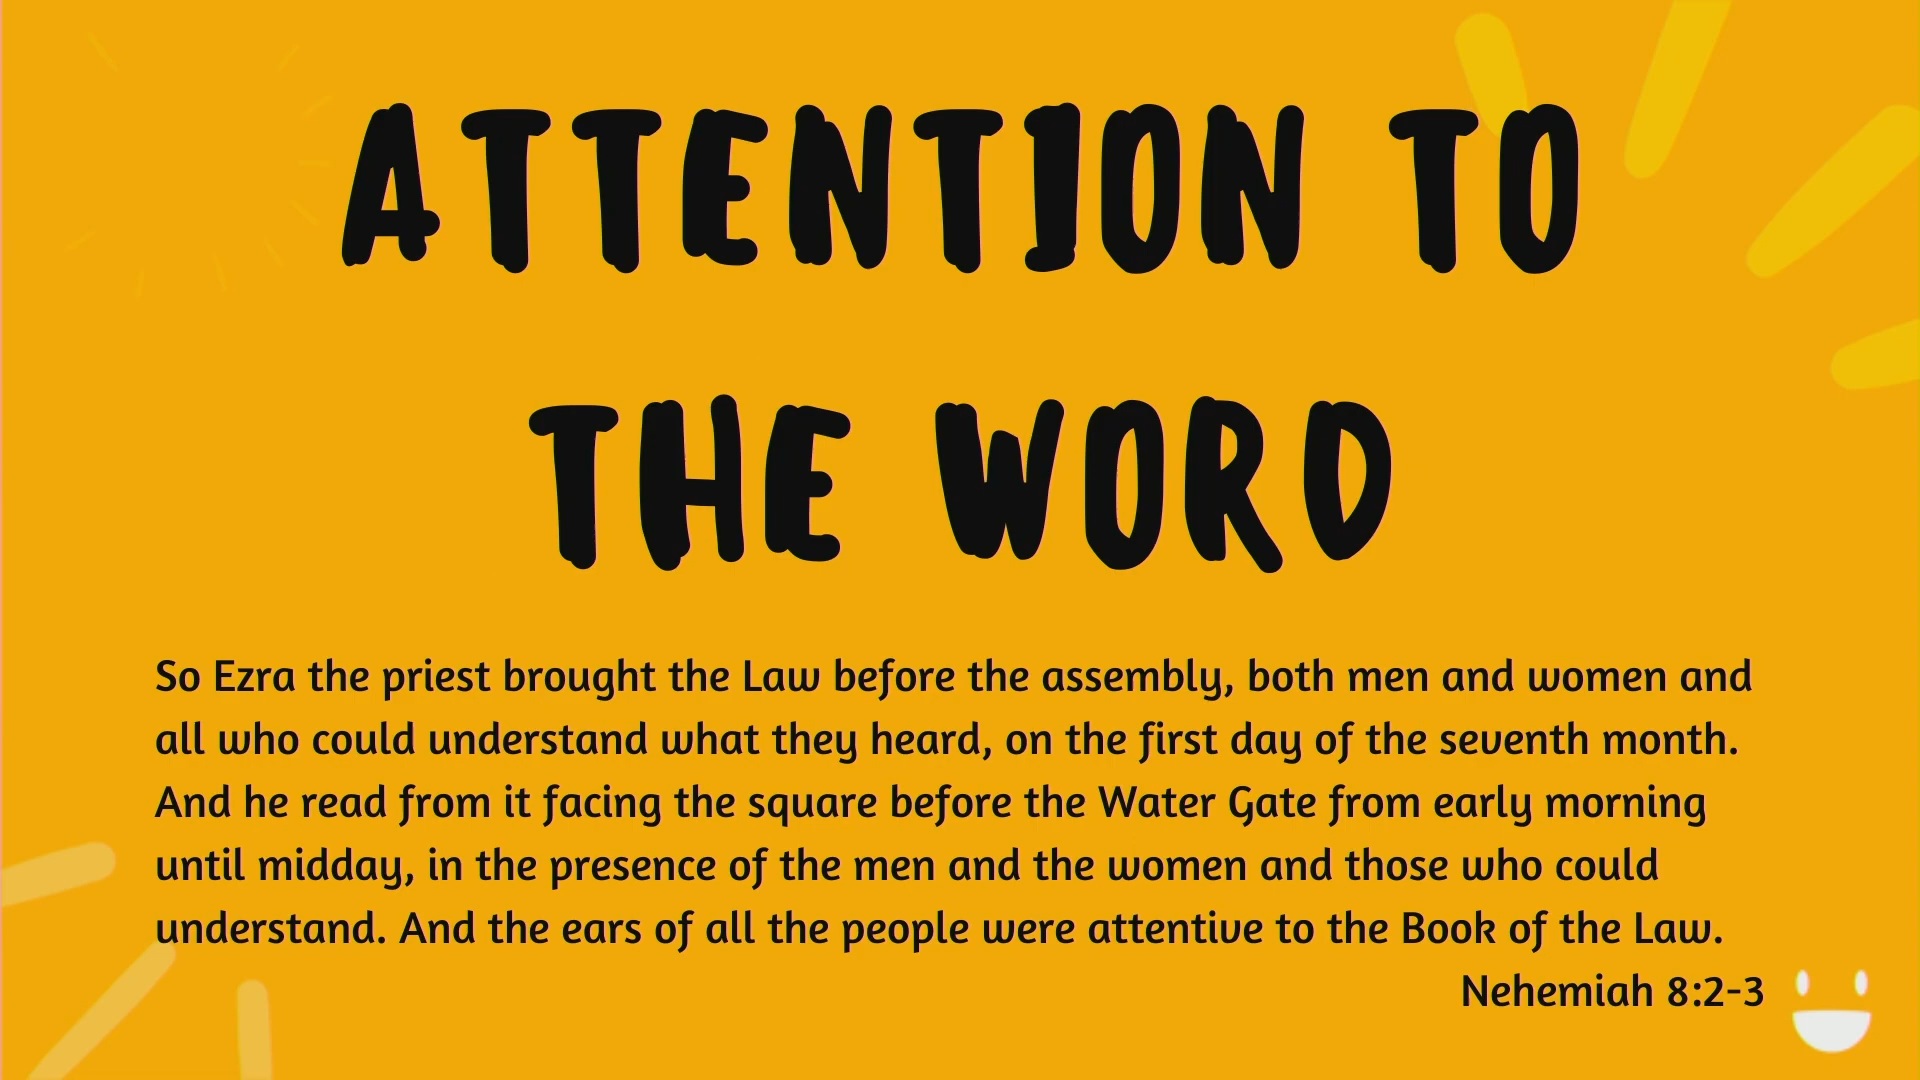 ATTENTION TO
THE WORD
So Ezra the priest brought the Law before the assembly, both men and women and
all who could understand what they heard, on the first day of the seventh month.
And he read from it facing the square before the Water Gate from early morning
until midday, in the presence of the men and the women and those who could
understand. And the ears of all the people were attentive to the Book of the Law.
Nehemiah 8:2-3